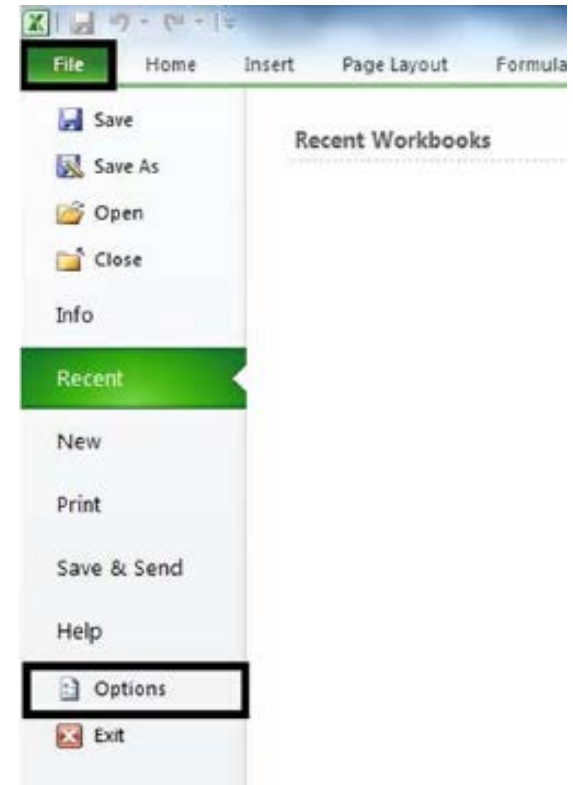 File Home Insert Page Layout Formula
Save
Recent Workbooks
Save As
Open
Close
Info
Recent
New
Print
Save & Send
Help
Options
Exit